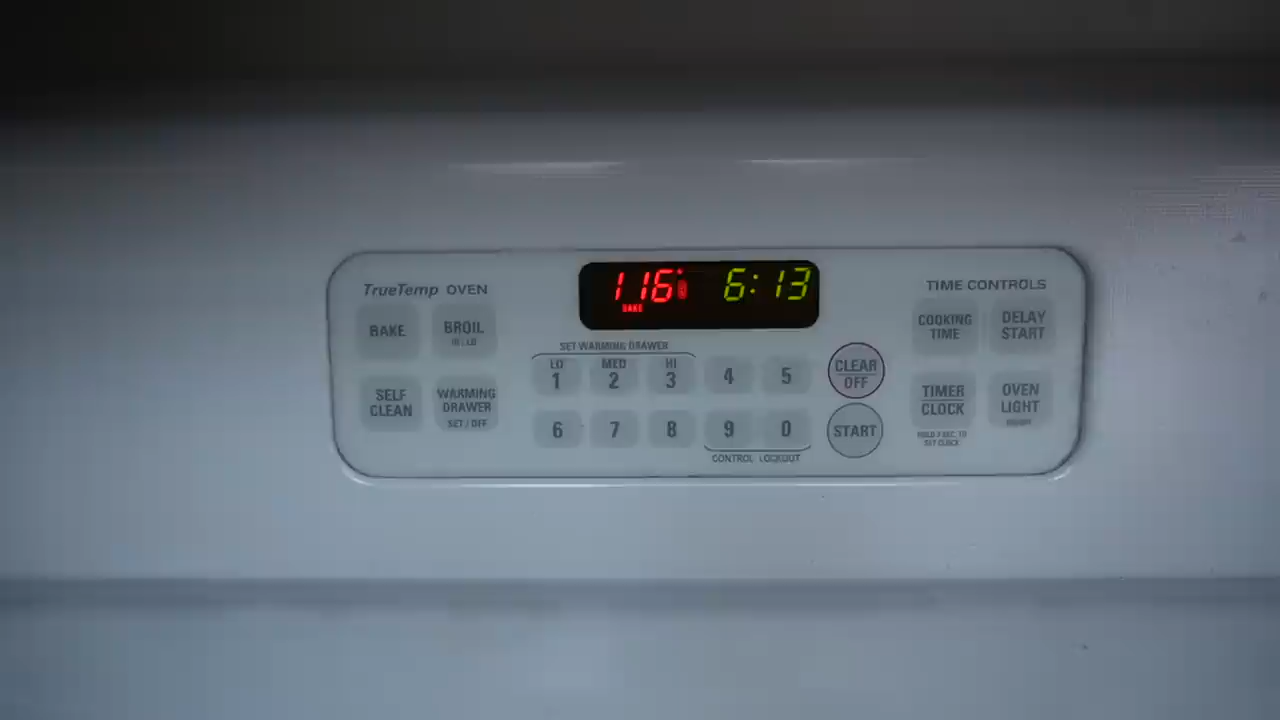 TrueTemp OVEN
BAKE
BROIL
HI / LO
SELF
CLEAN
WARMING
DRAWER
SET / OFF
116°
BAKE
6:13
SET WARMING DRAWER
LO
1
MED
2
HI
3
4
5
6
7
8
9
0
CONTROL LOCKOUT
CLEAR
OFF
START
TIME CONTROLS
COOKING
TIME
DELAY
START
TIMER
CLOCK
OVEN
LIGHT